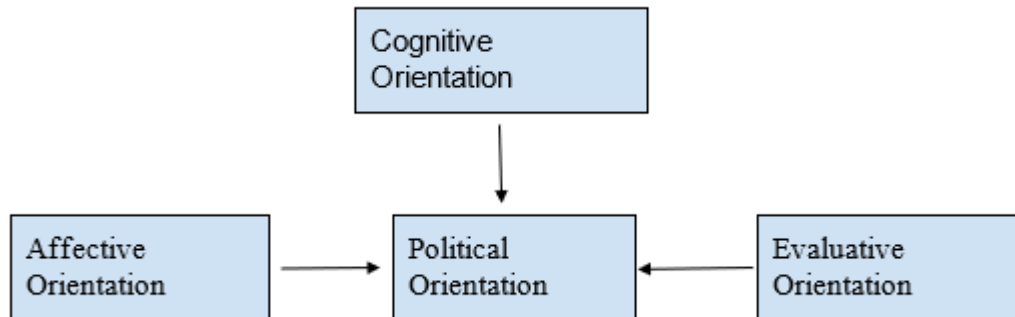 Cognitive
Orientation
Affective
Orientation
Political
Orientation
Evaluative
Orientation